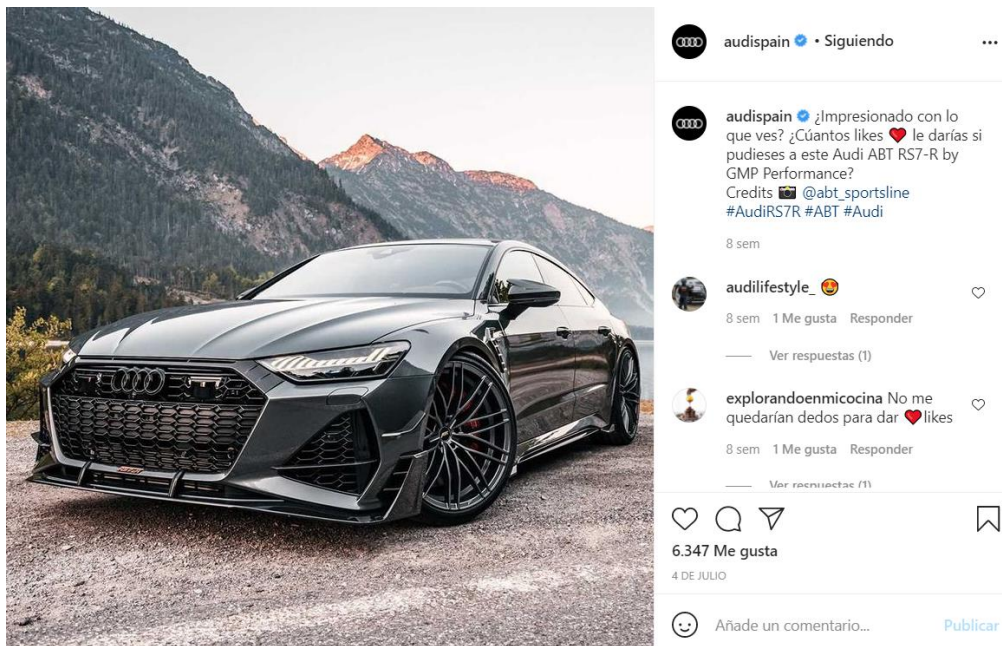 audispain • Siguiendo
audispain ¿Impresionado con lo
que ves? ¿Cúantos likes ❤️ le darías si
pudieses a este Audi ABT RS7-R by
GMP Performance?
Credits 📸 @abt_sportsline
#AudiRS7R #ABT #Audi
8 sem
audilifestyle_ 😍
8 sem 1 Me gusta Responder
Ver respuestas (1)
explorandoenmicocina No me
quedarían dedos para dar ❤️likes
8 sem 1 Me gusta Responder
Ver respuestas (1)
6.347 Me gusta
4 DE JULIO
Añade un comentario... Publicar